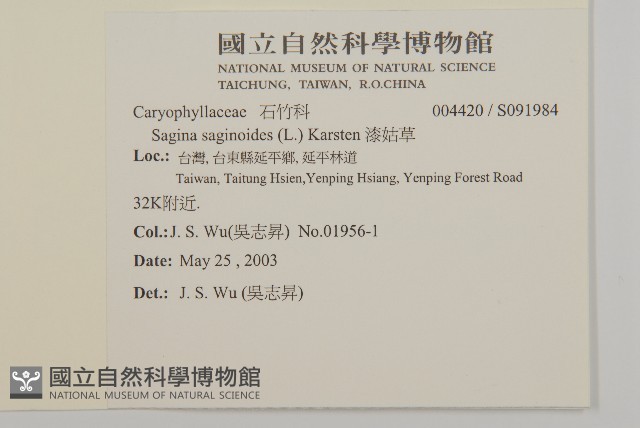 國立自然科學博物館
NATIONAL MUSEUM OF NATURAL SCIENCE
TAICHUNG, TAIWAN, R.O.CHINA
Caryophyllaceae 石竹科 004420 / S091984
Sagina saginoides (L.) Karsten 漆姑草
Loc.: 台灣, 台東縣延平鄉, 延平林道
Taiwan, Taitung Hsien,Yenping Hsiang, Yenping Forest Road
32K附近.
Col.: J. S. Wu(吳志昇) No.01956-1
Date: May 25 , 2003
Det.: J. S. Wu (吳志昇)
國立自然科學博物館
NATIONAL MUSEUM OF NATURAL SCIENCE